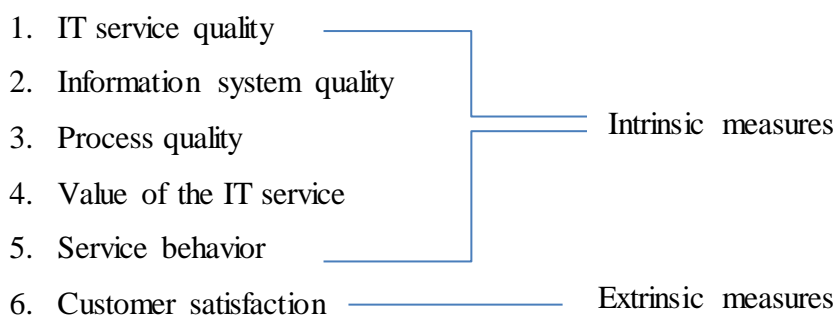 1. IT service quality
2. Information system quality
3. Process quality
4. Value of the IT service
5. Service behavior
6. Customer satisfaction
Intrinsic measures
Extrinsic measures